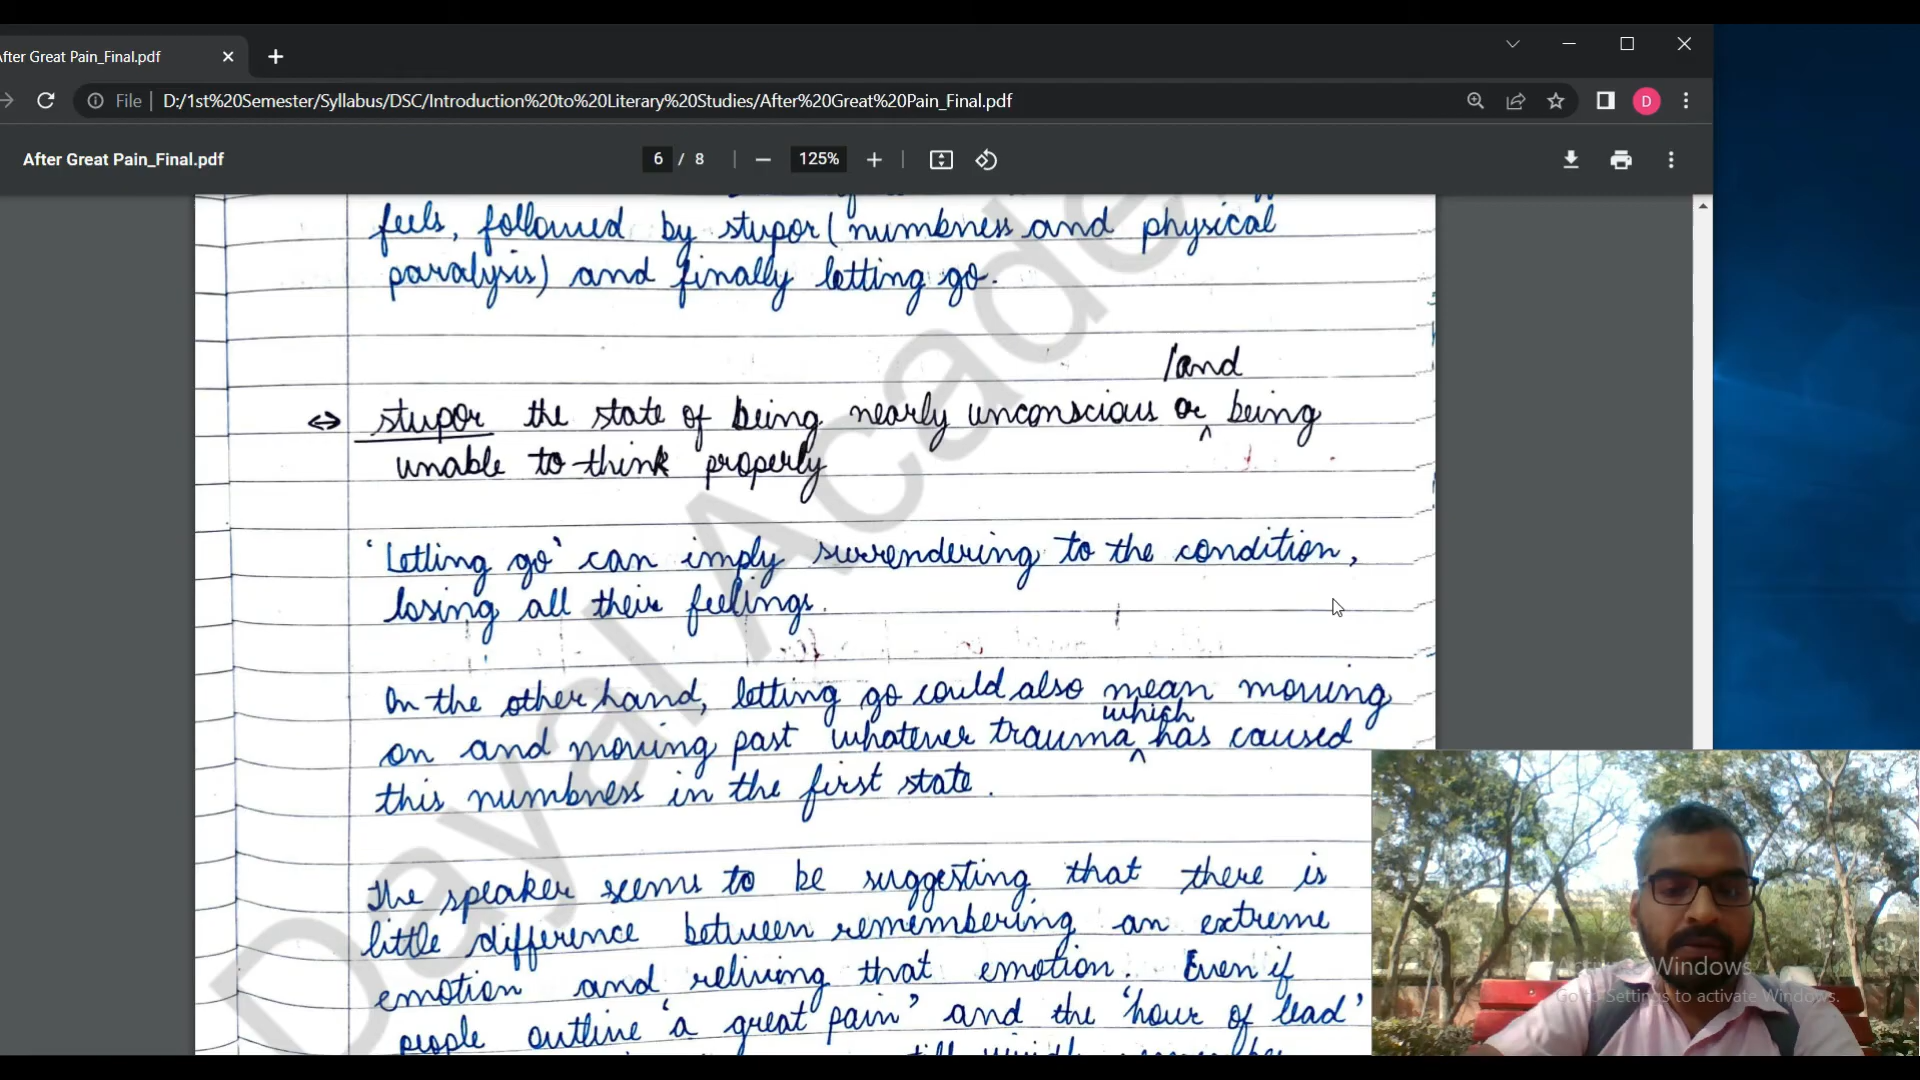 After Great Pain_Final.pdf
File D:/1st%20Semester/Syllabus/DSC/Introduction%20to%20Literary%20Studies/After%20Great%20Pain_Final.pdf
D
After Great Pain_Final.pdf
6 / 8
125%
feels, followed by stupor (numbness and physical
paralysis) and finally letting go.
/and
⇔ stupor the state of being nearly unconscious or ^ being
unable to think properly
'Letting go' can imply surrendering to the condition,
losing all their feelings.
On the other hand, letting go could also mean moving
which
on and moving past whatever trauma ^ has caused
this numbness in the first state.
The speaker seems to be suggesting that there is
little difference between remembering an extreme
emotion and reliving that emotion. Even if
people outline 'a great pain' and the 'hour of lead'
Dayal Acade
Activate Windows
Go to Settings to activate Windows.